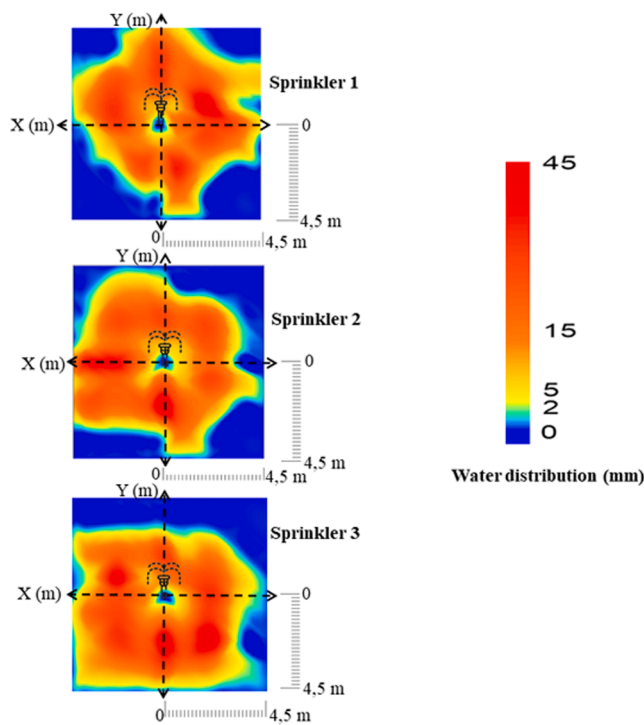 Y (m)
Sprinkler 1
X (m)
0
4,5 m
0
4,5 m
Y (m)
Sprinkler 2
X (m)
0
4,5 m
0
4,5 m
Y (m)
Sprinkler 3
X (m)
0
4,5 m
0
4,5 m
45
15
5
2
0
Water distribution (mm)